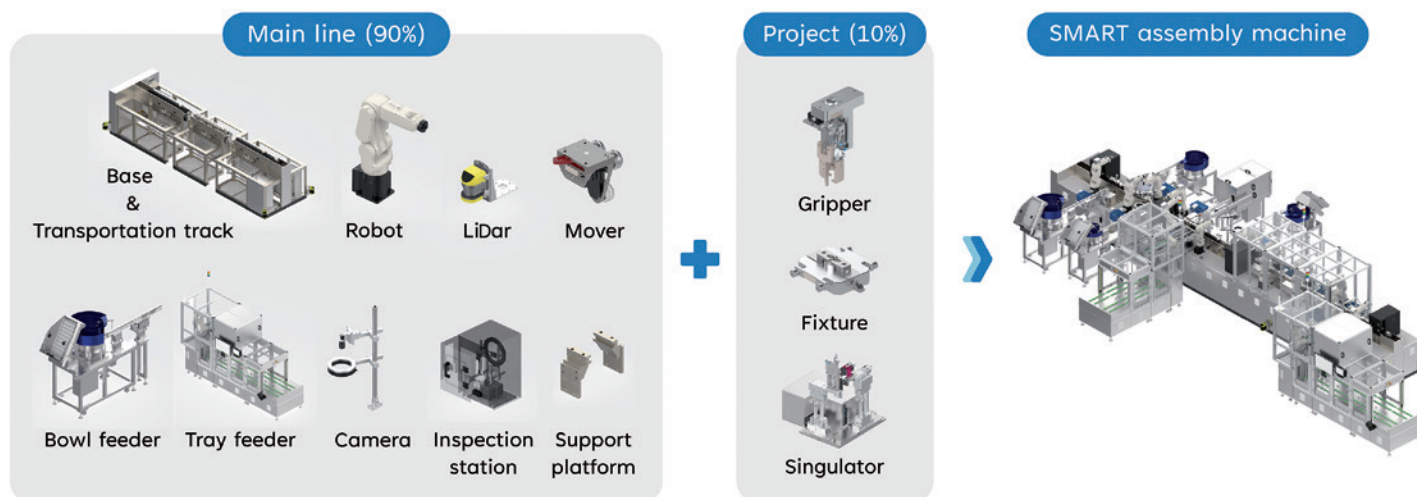 Main line (90%)
Base
&
Transportation track
Robot
LiDar
Mover
Bowl feeder
Tray feeder
Camera
Inspection
station
Support
platform
Project (10%)
Gripper
Fixture
Singulator
SMART assembly machine